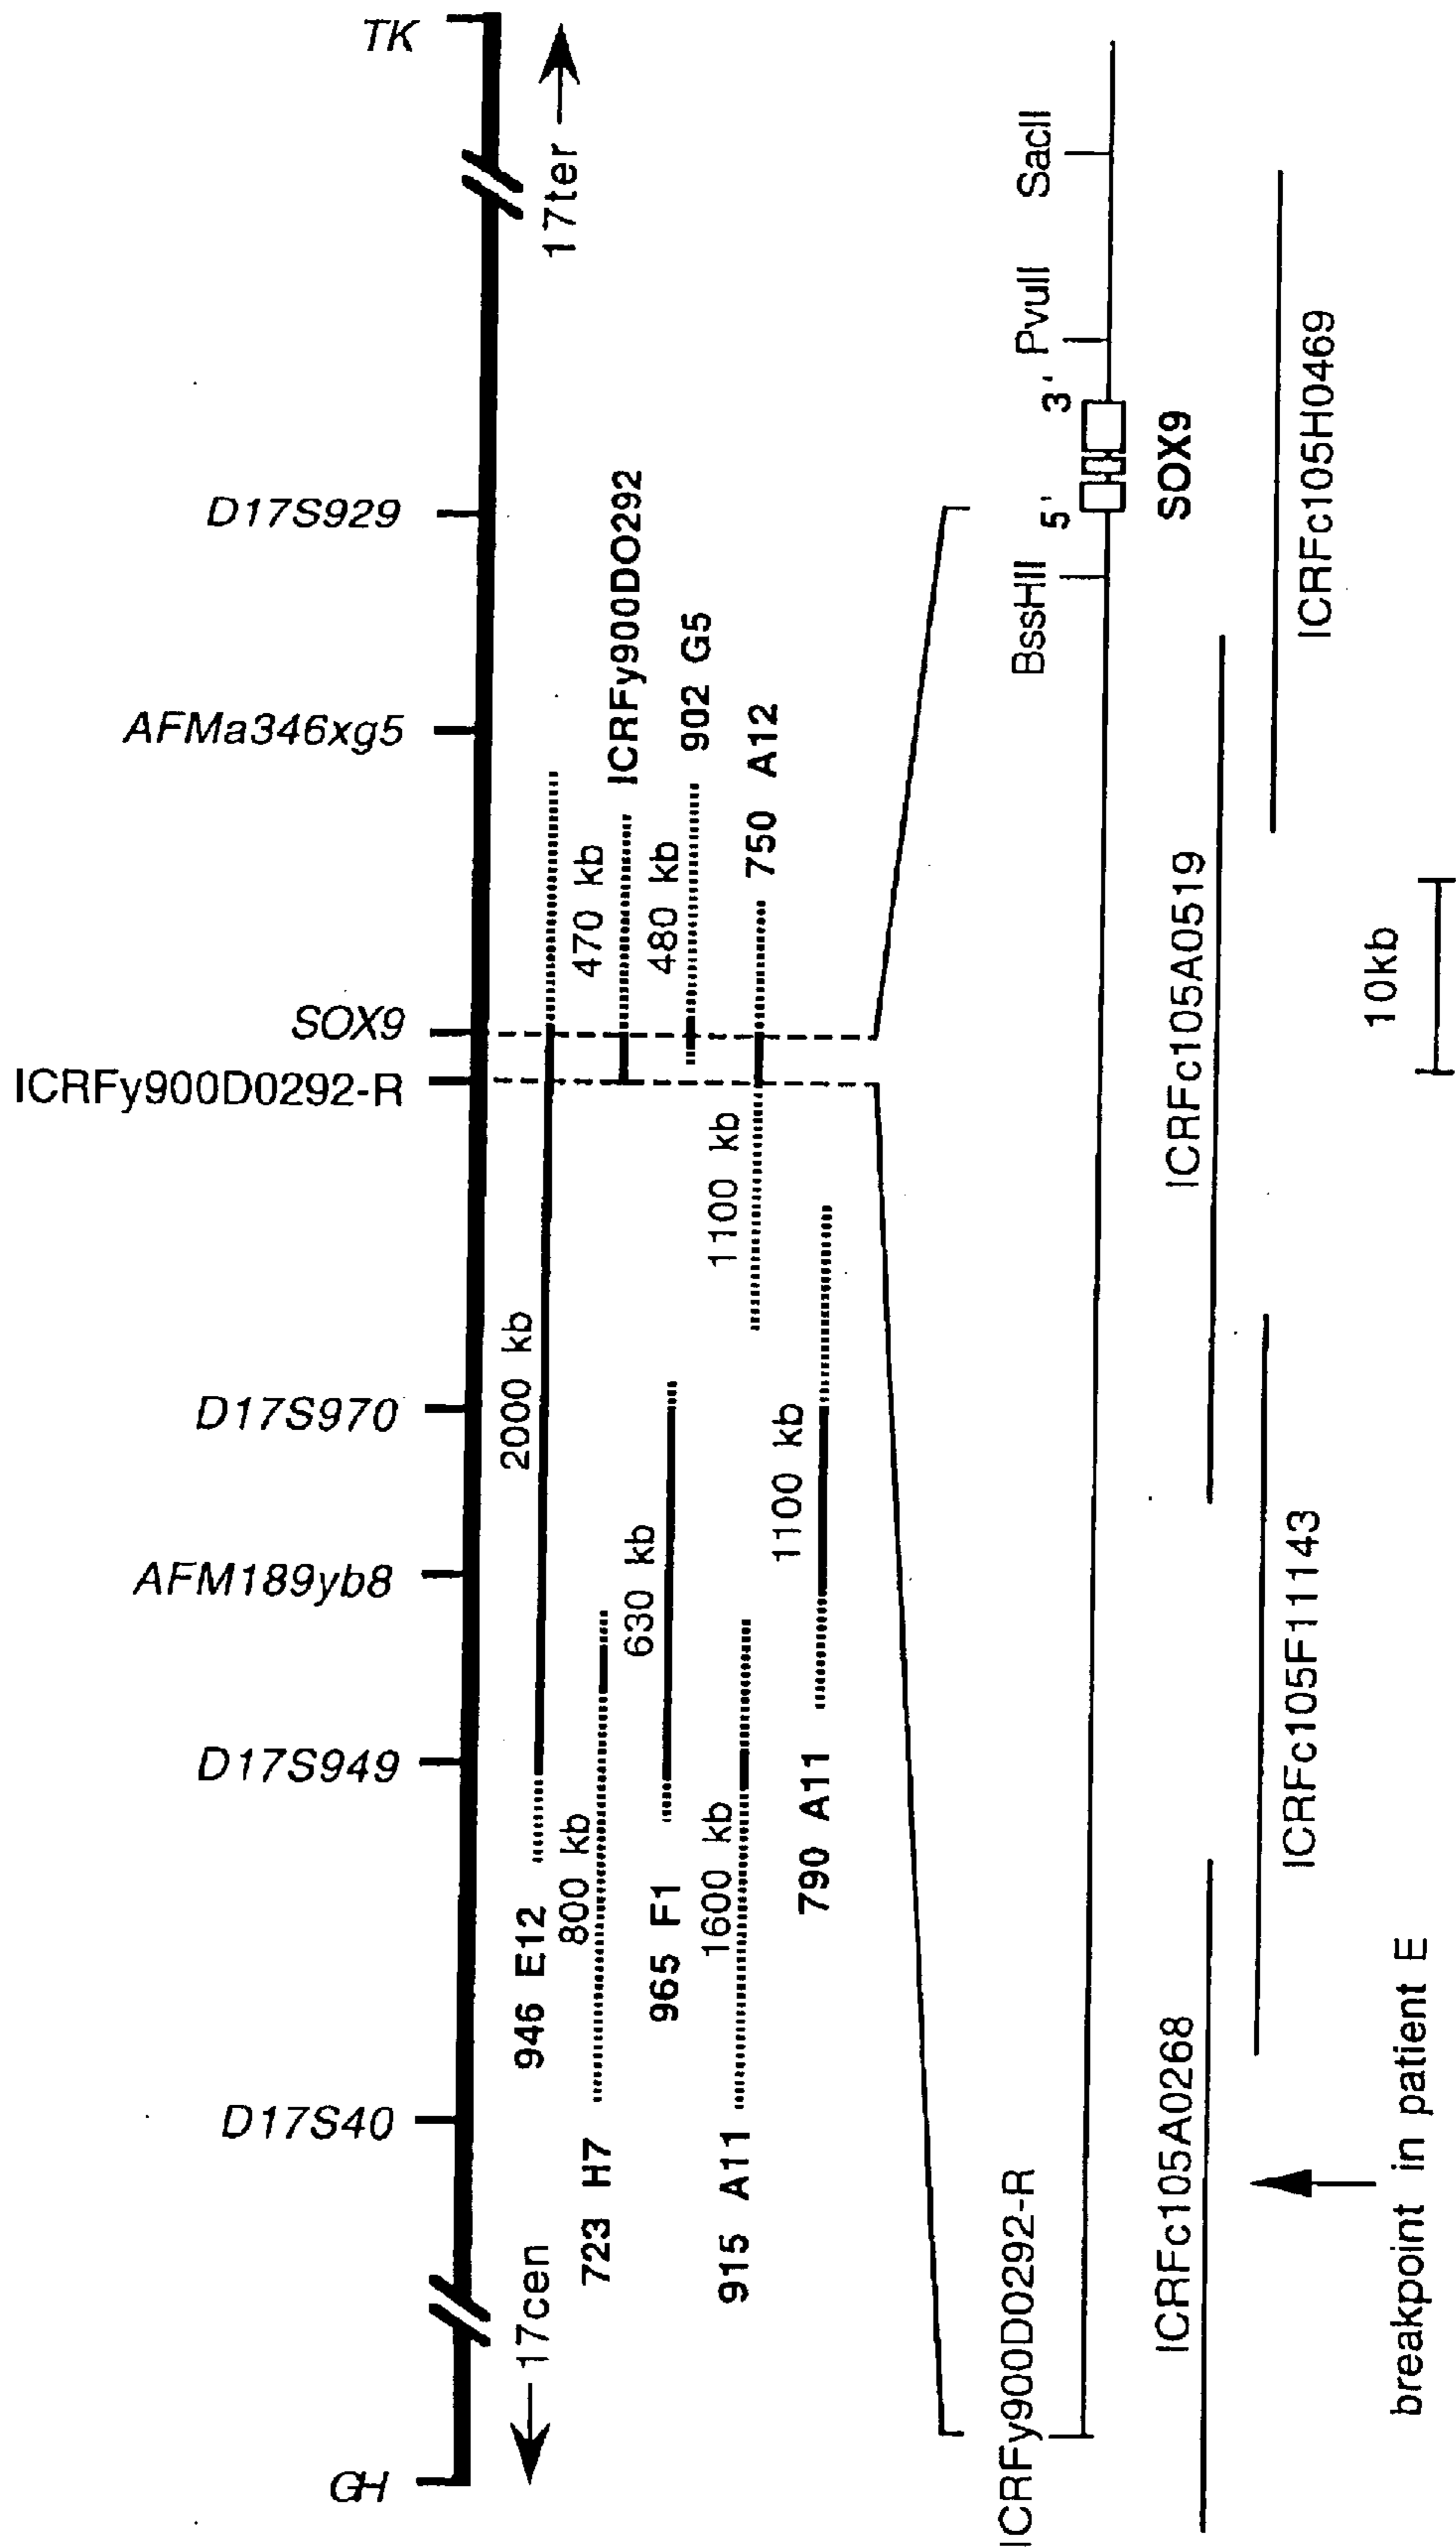 GH
D17S40
D17S949
AFM189yb8
D17S970
ICRFy900D0292-R
SOX9
AFMa346xg5
D17S929
TK
17cen
17ter
946 E12
2000 kb
723 H7
800 kb
470 kb
ICRFy900DO292
965 F1
630 kb
480 kb
902 G5
915 A11
1600 kb
1100 kb
750 A12
790 A11
1100 kb
ICRFy900D0292-R
BssHII
5'
3'
PvuII
SacII
SOX9
ICRFc105A0268
ICRFc105A0519
ICRFc105F11143
ICRFc105H0469
breakpoint in patient E
10kb